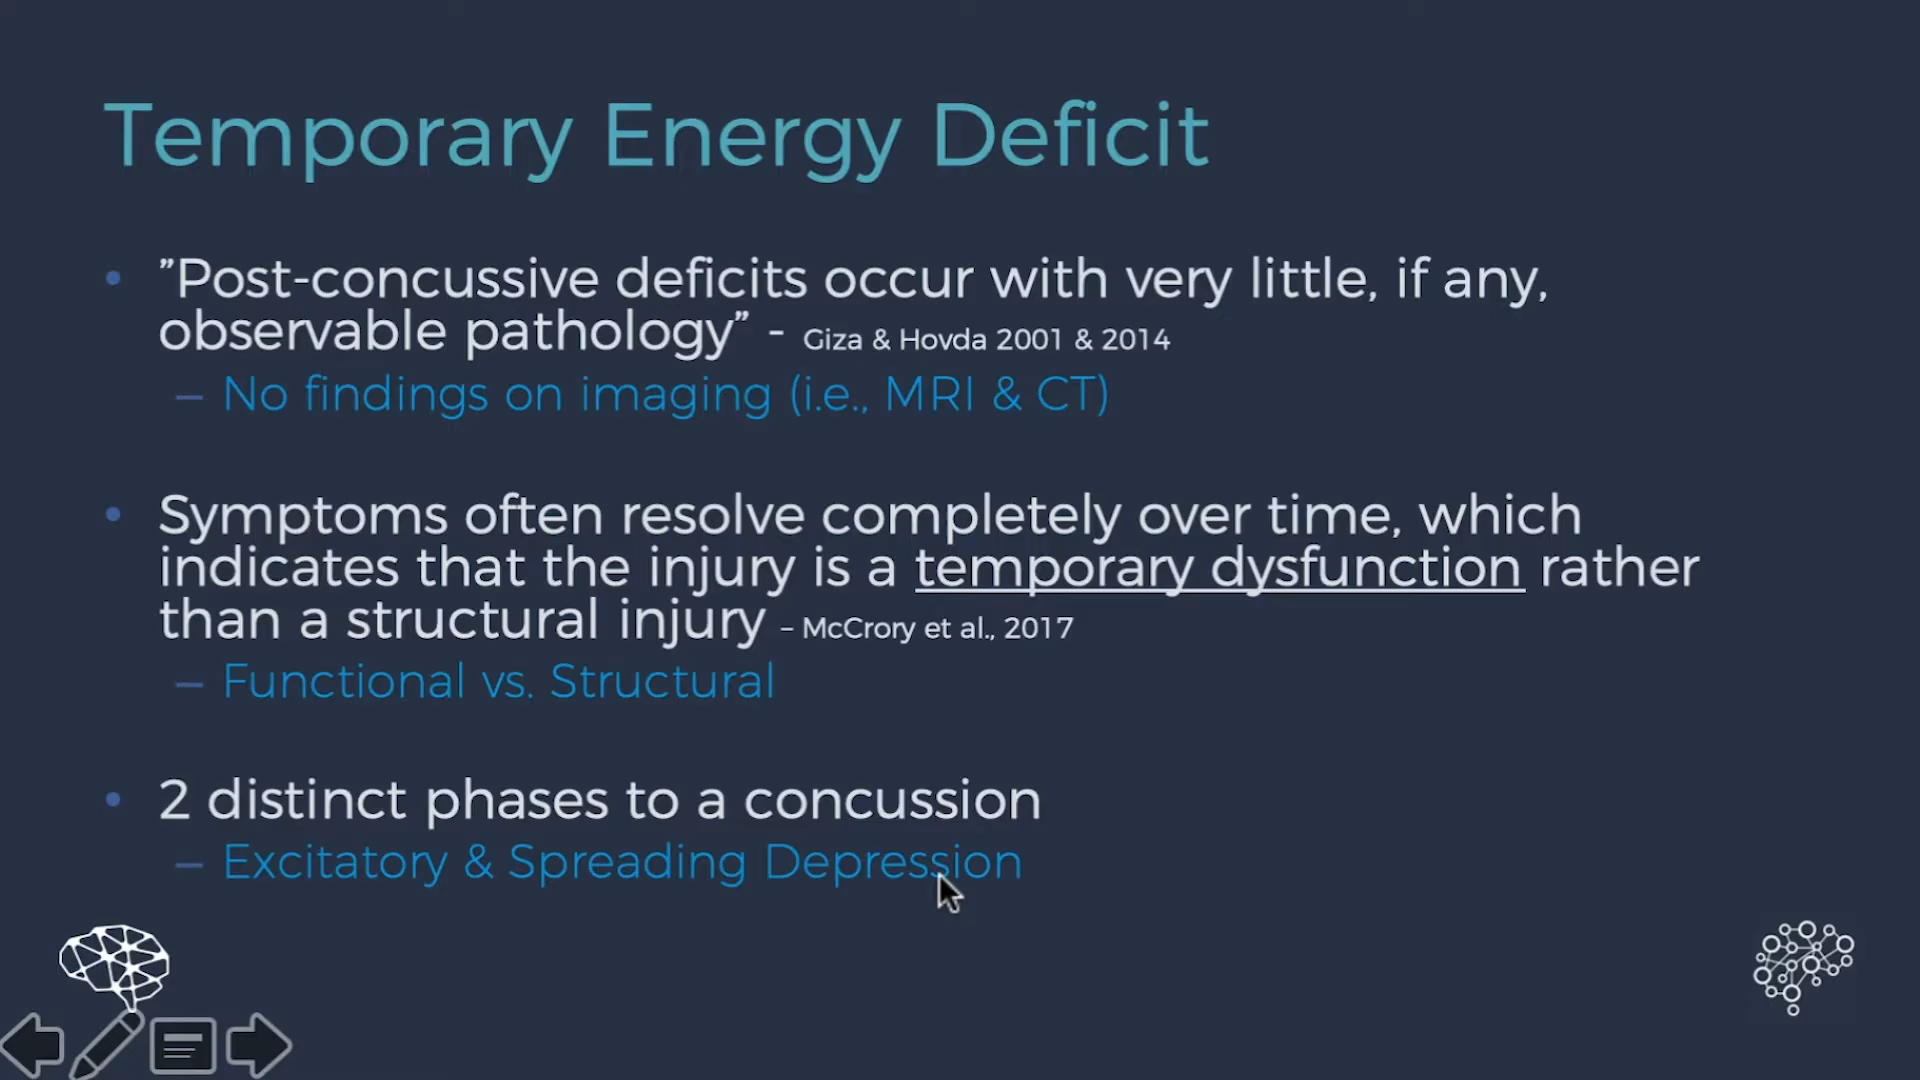 Temporary Energy Deficit
• ”Post-concussive deficits occur with very little, if any,
observable pathology” - Giza & Hovda 2001 & 2014
– No findings on imaging (i.e., MRI & CT)
• Symptoms often resolve completely over time, which
indicates that the injury is a temporary dysfunction rather
than a structural injury – McCrory et al., 2017
– Functional vs. Structural
• 2 distinct phases to a concussion
– Excitatory & Spreading Depression